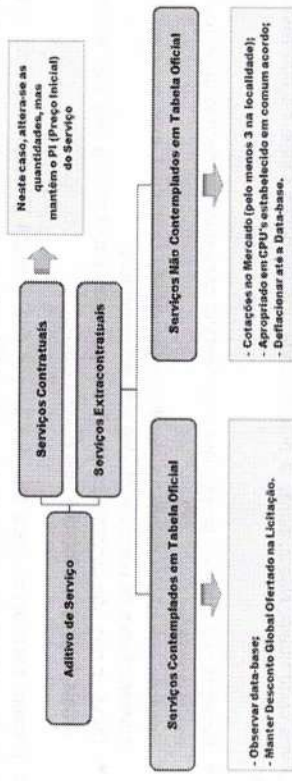 Aditivo de Serviço
Serviços Contratuais
Neste caso, altera-se as
quantidades, mas
mantém o PI (Preço Inicial)
do Serviço
Serviços Extracontratuais
Serviços Contemplados em Tabela Oficial
- Observar data-base;
- Manter Desconto Global Ofertado na Licitação.
Serviços Não Contemplados em Tabela Oficial
- Cotações no Mercado (pelo menos 3 na localidade);
- Apropriado em CPU's estabelecido em comum acordo;
- Deflacionar até a Data-base.